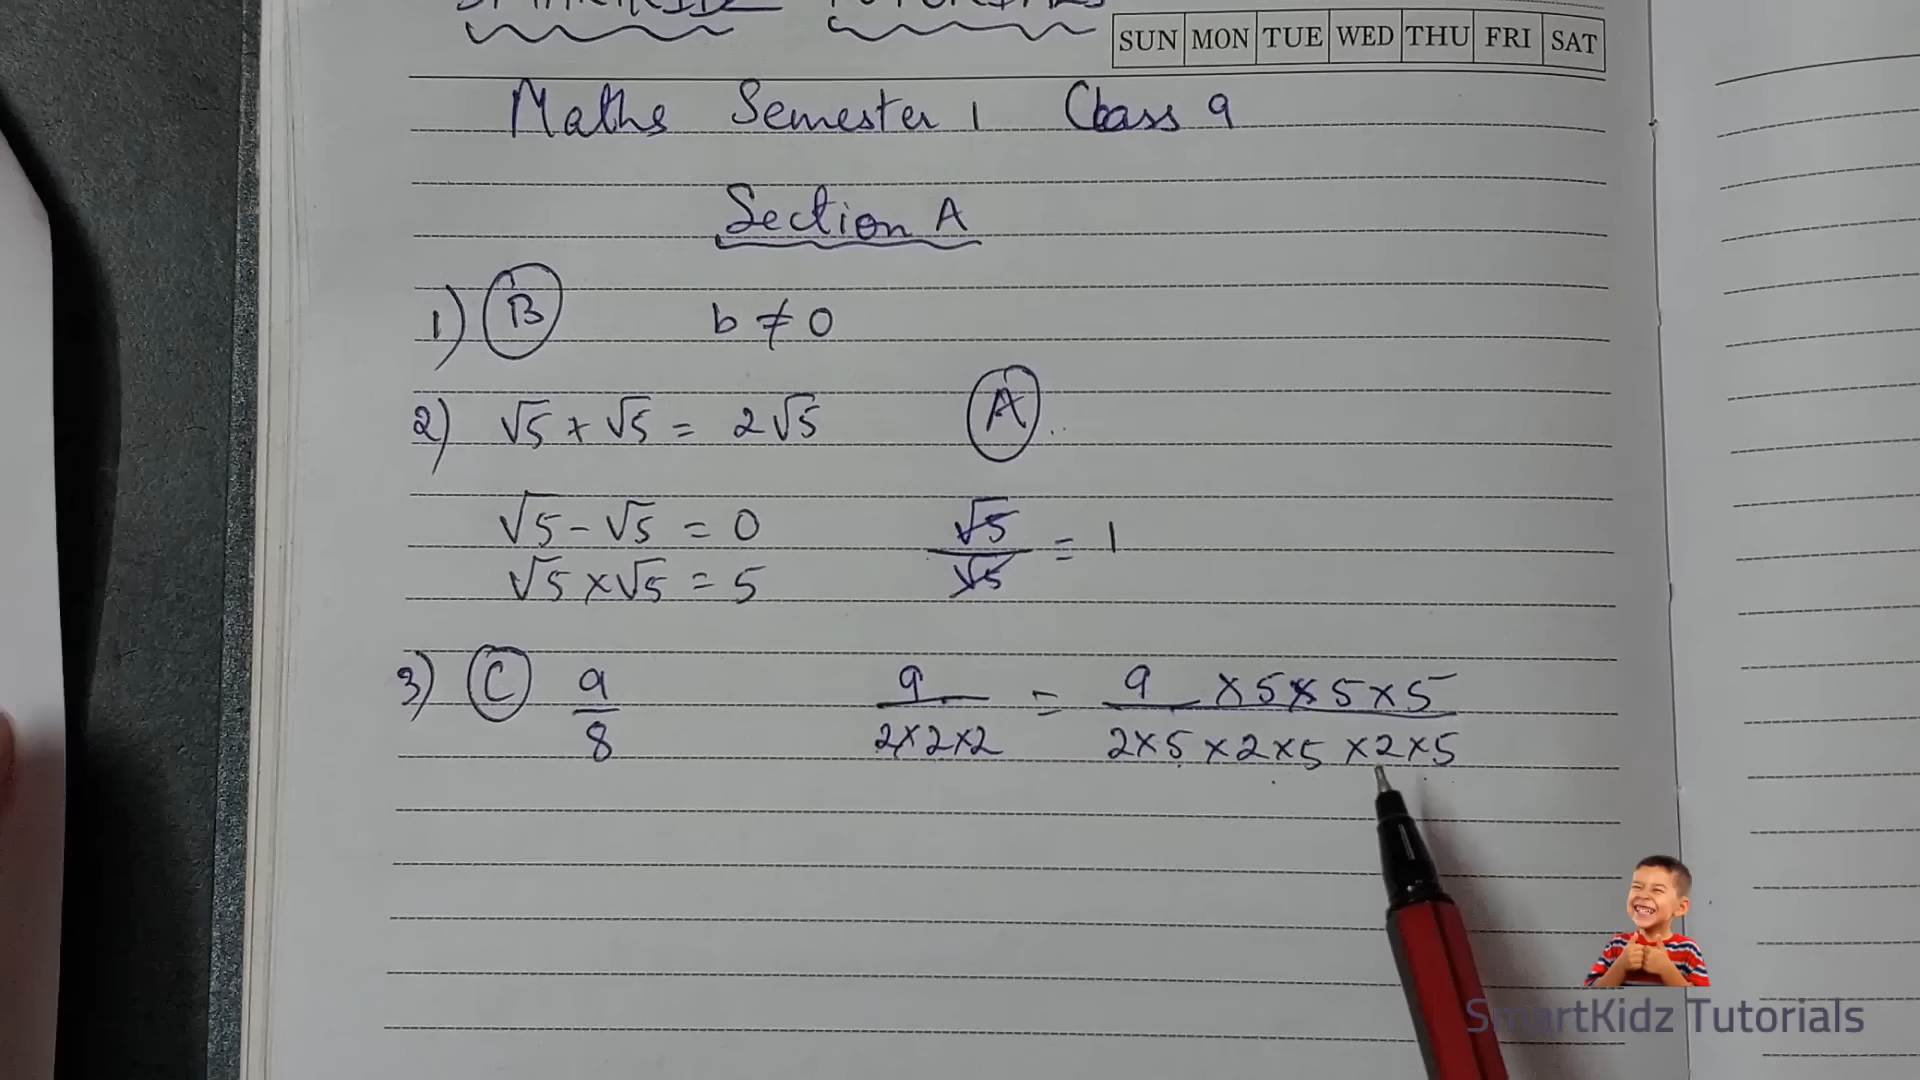 SMARTKIDZ TUTORIALS
SUN MON TUE WED THU FRI SAT
Maths Semester 1 Class 9
Section A
1) B b ≠ 0
2) √5 + √5 = 2√5 A
√5 - √5 = 0 √5/√5 = 1
√5 × √5 = 5
3) C 9/8 9/2×2×2 = 9×5×5×5/2×5×2×5×2×5
SmartKidz Tutorials